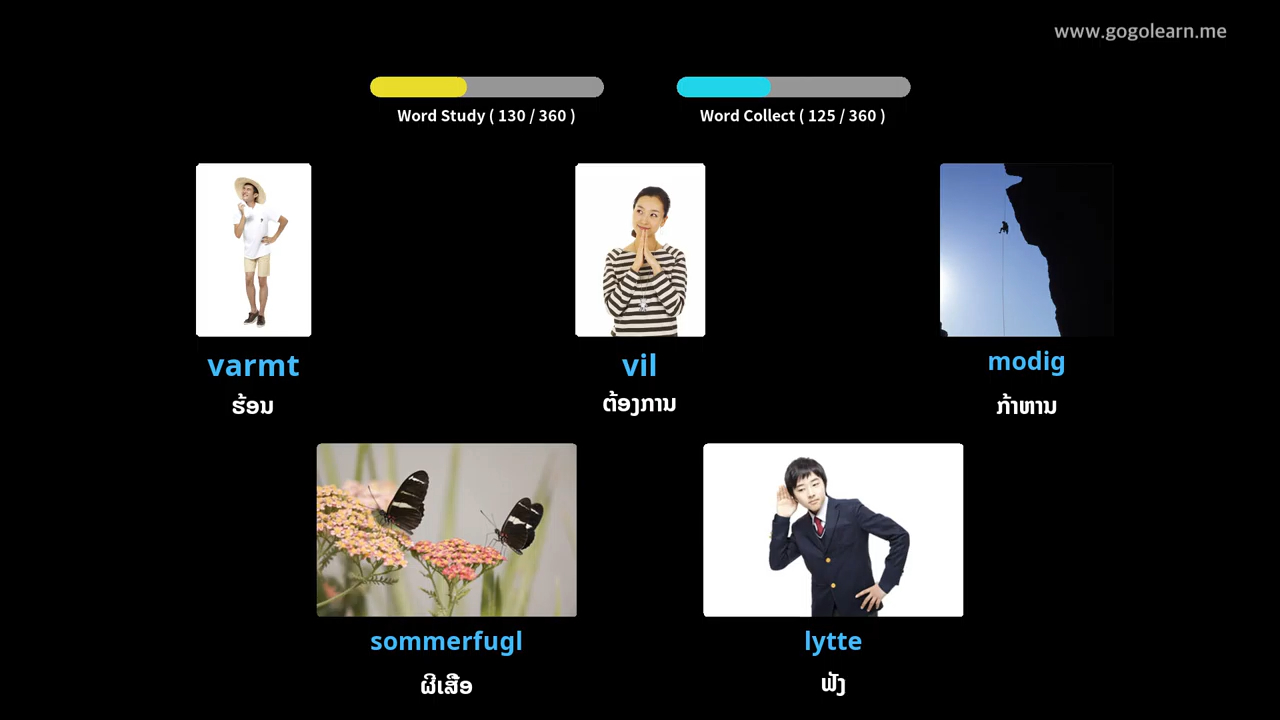 www.gogolearn.me
Word Study ( 130 / 360 )
Word Collect ( 125 / 360 )
varmt
vil
modig
ຮ້ອນ
ຕ້ອງການ
ກ້າຫານ
sommerfugl
lytte
ຜີເສື້ອ
ຟັງ